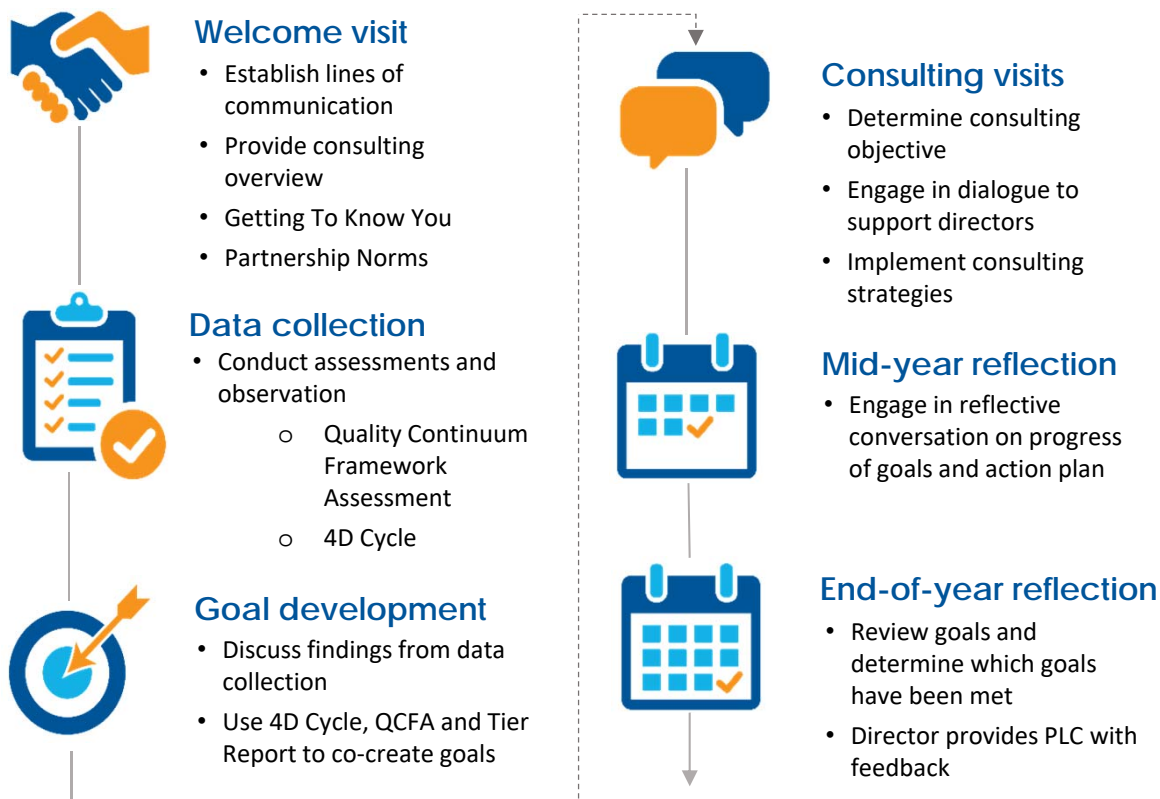 Welcome visit
• Establish lines of
communication
• Provide consulting
overview
• Getting To Know You
• Partnership Norms
Data collection
• Conduct assessments and
observation
o Quality Continuum
Framework
Assessment
o 4D Cycle
Goal development
• Discuss findings from data
collection
• Use 4D Cycle, QCFA and Tier
Report to co-create goals
Consulting visits
• Determine consulting
objective
• Engage in dialogue to
support directors
• Implement consulting
strategies
Mid-year reflection
• Engage in reflective
conversation on progress
of goals and action plan
End-of-year reflection
• Review goals and
determine which goals
have been met
• Director provides PLC with
feedback